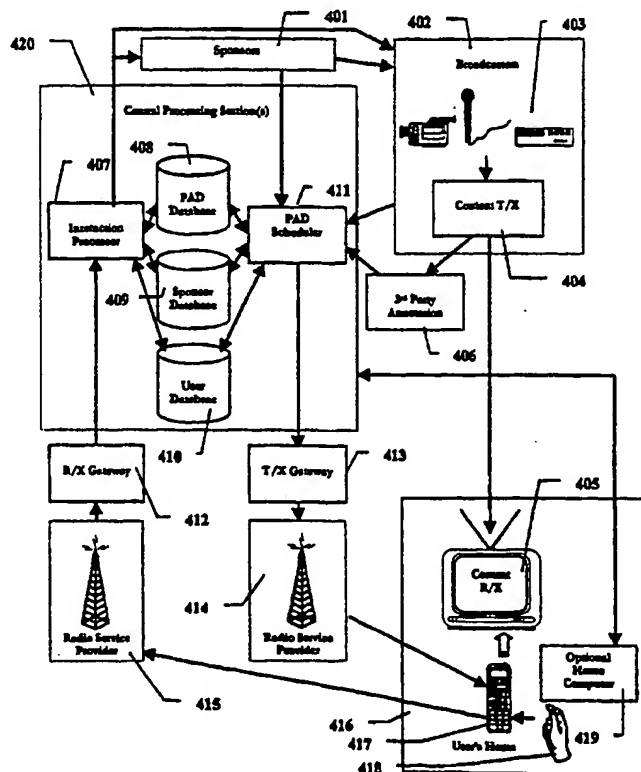 401
402
403
420
Sponsors
Broadcasters
Central Processing Section(s)
408
407
PAD
Database
411
Interaction
Processor
PAD
Scheduler
Content T/X
404
409
Sponsor
Database
3rd Party
Annotation
406
User
Database
410
413
R/X Gateway
T/X Gateway
412
405
Content
R/X
414
Radio Service
Provider
Radio Service
Provider
415
Optional
Home
Computer
416
417
User's Home
419
418